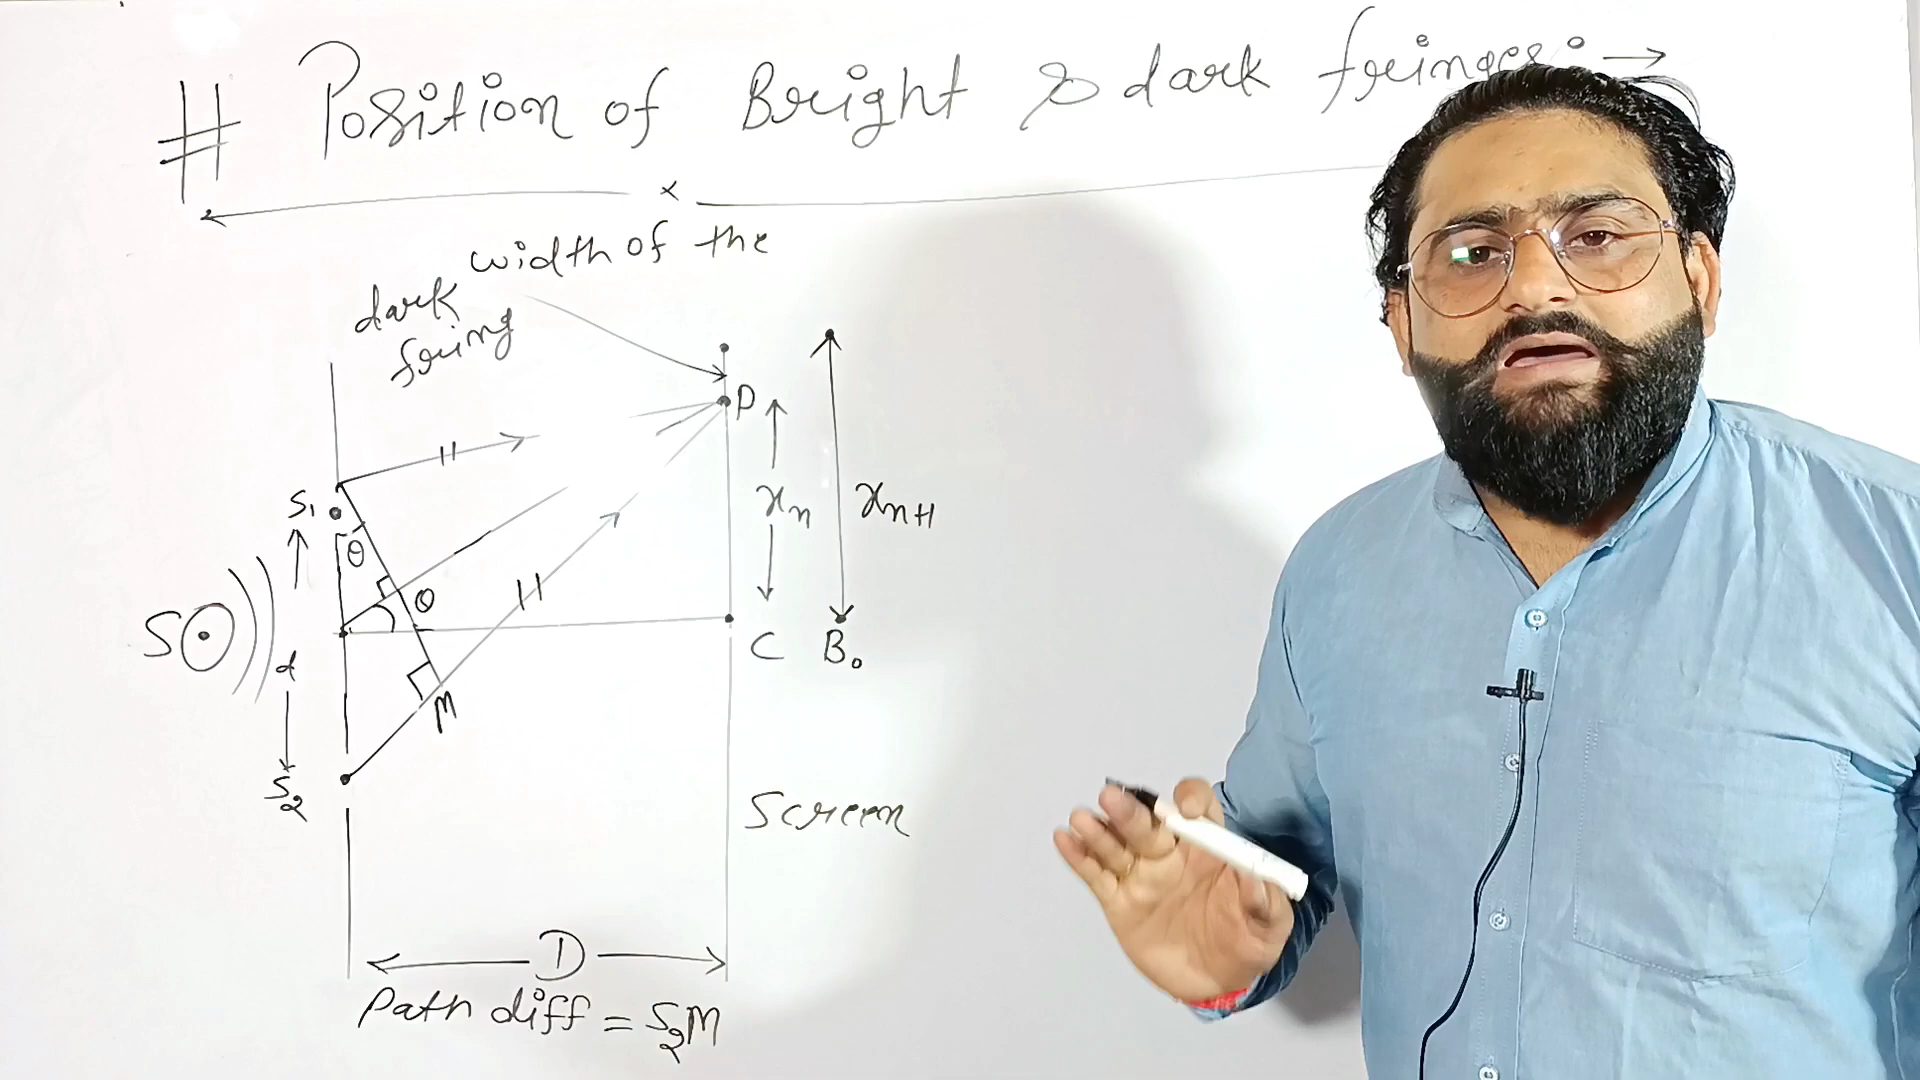 # Position of Bright & dark fringes : →
x
width of the
dark
fring
P
S₁
θ
xₙ
xₙ₊₁
θ
S
d
C
B₀
M
S₂
Screen
D
Path diff = S₂M